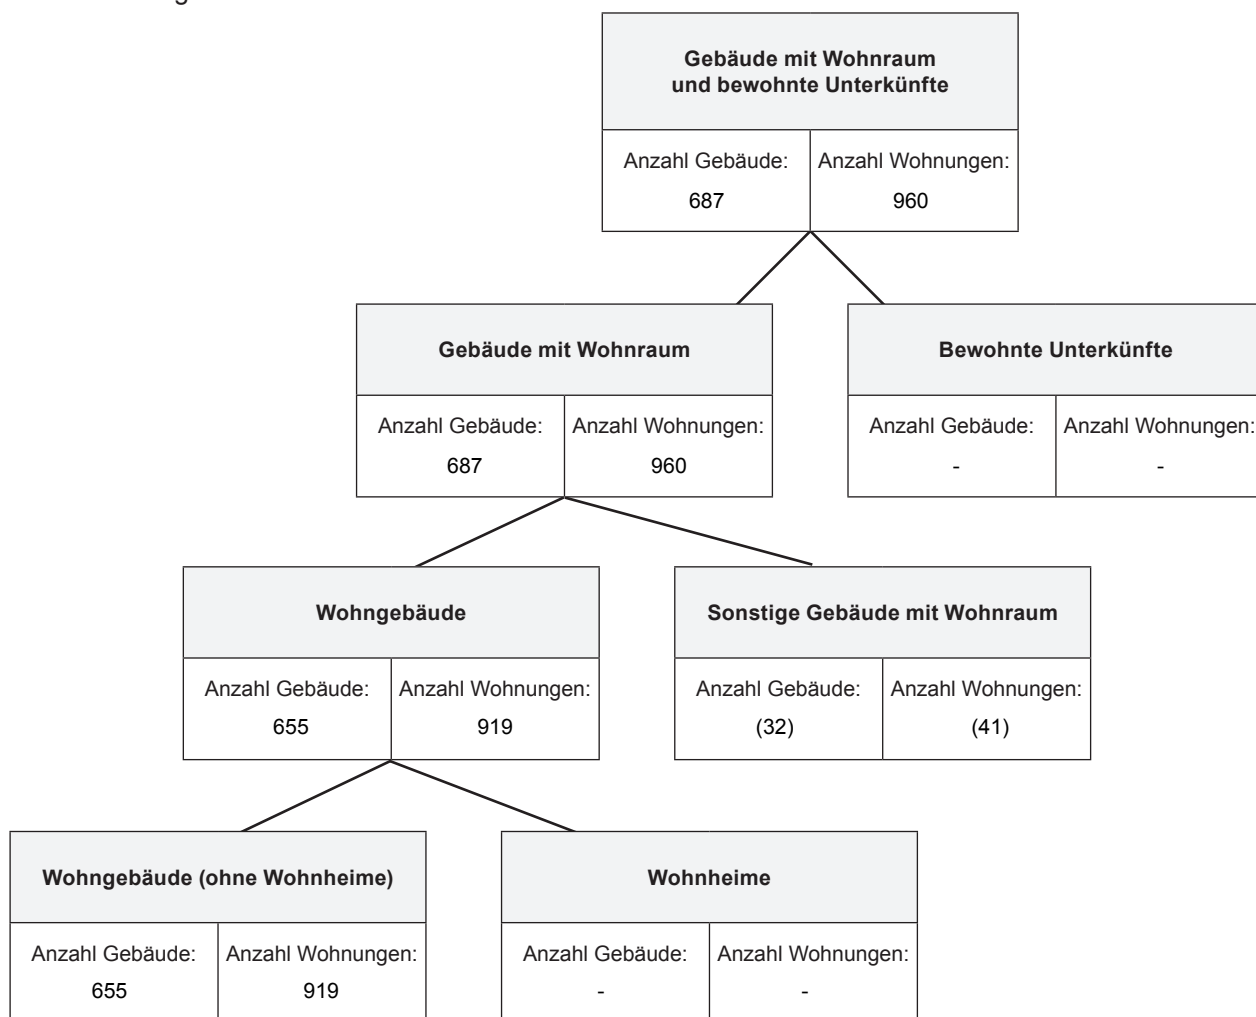 Gebäude mit Wohnraum
und bewohnte Unterkünfte
Anzahl Gebäude: Anzahl Wohnungen:
687 960
Gebäude mit Wohnraum Bewohnte Unterkünfte
Anzahl Gebäude: Anzahl Wohnungen: Anzahl Gebäude: Anzahl Wohnungen:
687 960 - -
Wohngebäude Sonstige Gebäude mit Wohnraum
Anzahl Gebäude: Anzahl Wohnungen: Anzahl Gebäude: Anzahl Wohnungen:
655 919 (32) (41)
Wohngebäude (ohne Wohnheime) Wohnheime
Anzahl Gebäude: Anzahl Wohnungen: Anzahl Gebäude: Anzahl Wohnungen:
655 919 - -